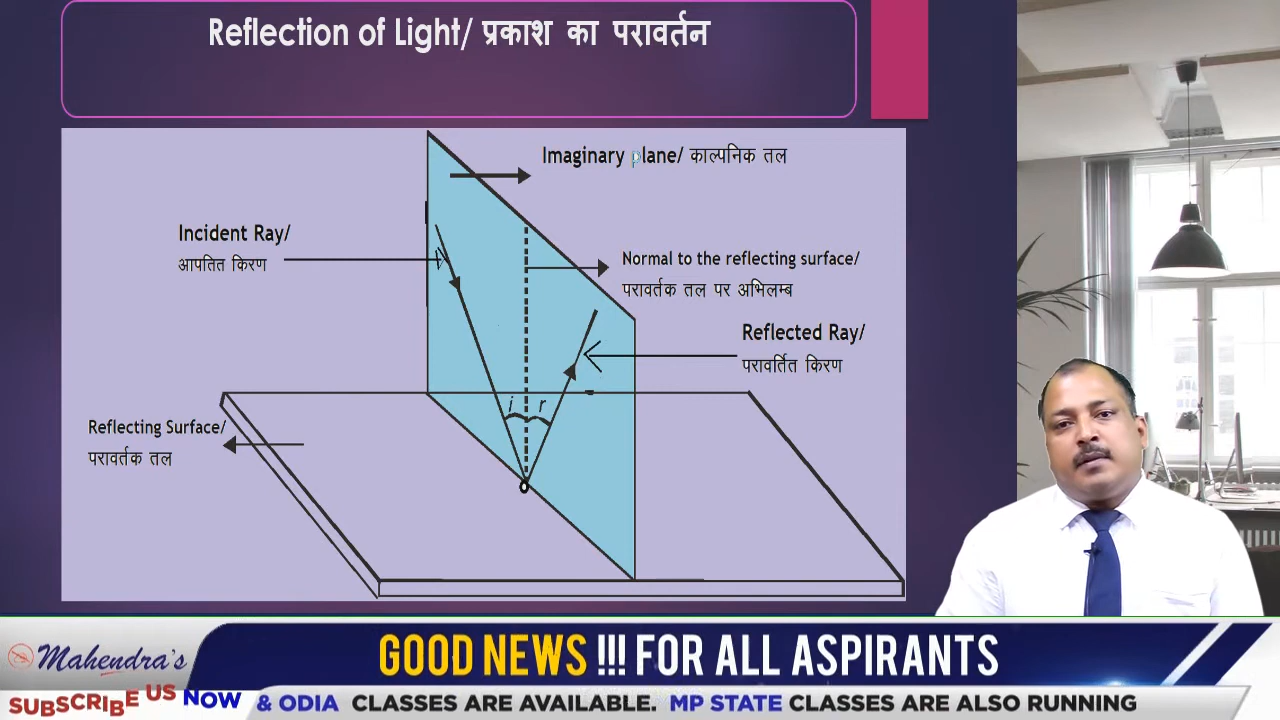 Reflection of Light/ प्रकाश का परावर्तन
Imaginary plane/ काल्पनिक तल
Incident Ray/
आपतित किरण
Normal to the reflecting surface/
परावर्तक तल पर अभिलम्ब
Reflected Ray/
परावर्तित किरण
i r
Reflecting Surface/
परावर्तक तल
Mahendra's
GOOD NEWS !!! FOR ALL ASPIRANTS
SUBSCRIBE US NOW
& ODIA CLASSES ARE AVAILABLE. MP STATE CLASSES ARE ALSO RUNNING